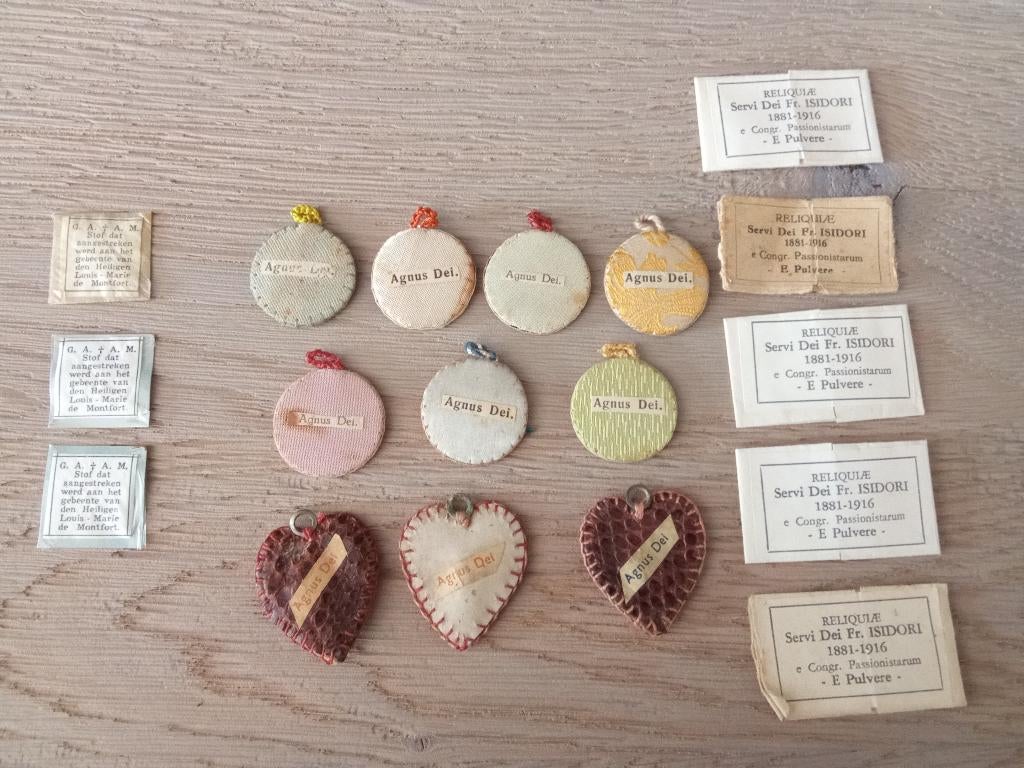 RELIQUIÆ
Servi Dei Fr. ISIDORI
1881-1916
e Congr. Passionistarum
- E Pulvere -
G. A. † A. M.
Stof dat
aangestreken
werd aan het
gebeente van
den Heiligen
Louis-Marie
de Montfort.
Agnus Dei.
Agnus Dei.
Agnus Dei.
Agnus Dei.
RELIQUIÆ
Servi Dei Fr. ISIDORI
1881-1916
e Congr. Passionistarum
- E Pulvere -
G. A. † A. M.
Stof dat
aangestreken
werd aan het
gebeente van
den Heiligen
Louis - Marie
de Montfort.
Agnus Dei.
Agnus Dei.
Agnus Dei.
RELIQUIÆ
Servi Dei Fr. ISIDORI
1881-1916
e Congr. Passionistarum
- E Pulvere -
G. A. † A. M.
Stof dat
aangestreken
werd aan het
gebeente van
den Heiligen
Louis - Marie
de Montfort.
Agnus Dei
Agnus Dei
Agnus Dei
RELIQUIÆ
Servi Dei Fr. ISIDORI
1881-1916
e Congr. Passionistarum
- E Pulvere -
RELIQUIÆ
Servi Dei Fr. ISIDORI
1881-1916
e Congr. Passionistarum
- E Pulvere -